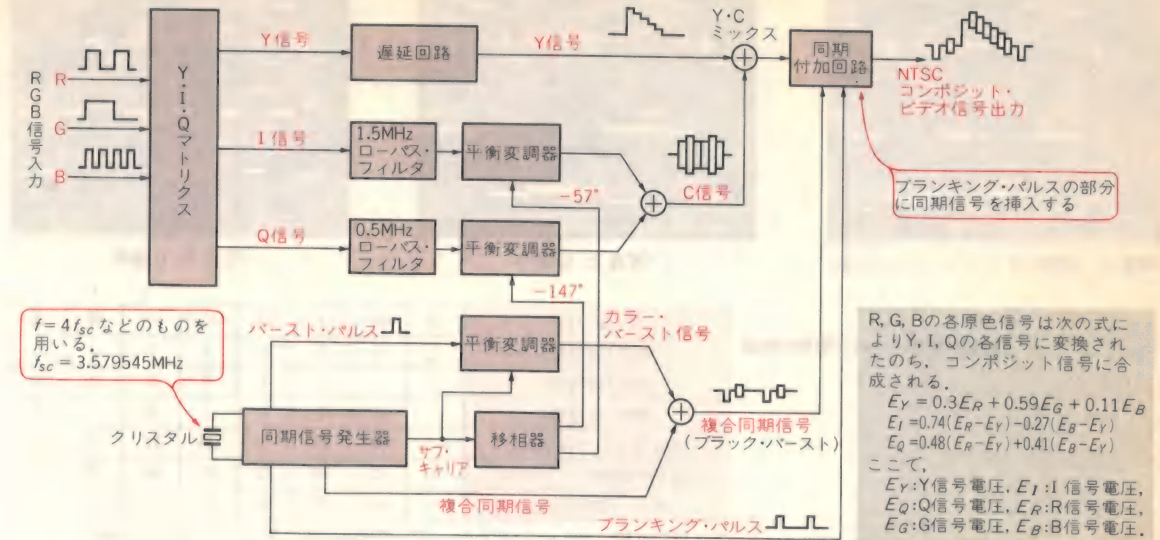 RGB信号入力
R
G
B
Y・I・Qマトリクス
Y信号
遅延回路
Y信号
Y・C
ミックス
同期
付加回路
NTSC
コンポジット・
ビデオ信号出力
I信号
1.5MHz
ローパス・
フィルタ
平衡変調器
−57°
C信号
ブランキング・パルスの部分
に同期信号を挿入する
Q信号
0.5MHz
ローパス・
フィルタ
平衡変調器
−147°
f=4fscなどのものを
用いる.
fsc=3.579545MHz
バースト・パルス
平衡変調器
カラー・
バースト信号
クリスタル
同期信号発生器
サブ・
キャリア
移相器
複合同期信号
(ブラック・バースト)
複合同期信号
ブランキング・パルス
R, G, Bの各原色信号は次の式に
よりY, I, Qの各信号に変換され
たのち, コンポジット信号に合
成される.
EY=0.3ER+0.59EG+0.11EB
EI=0.74(ER−EY)−0.27(EB−EY)
EQ=0.48(ER−EY)+0.41(EB−EY)
ここで,
EY:Y信号電圧, EI:I信号電圧,
EQ:Q信号電圧, ER:R信号電圧,
EG:G信号電圧, EB:B信号電圧.